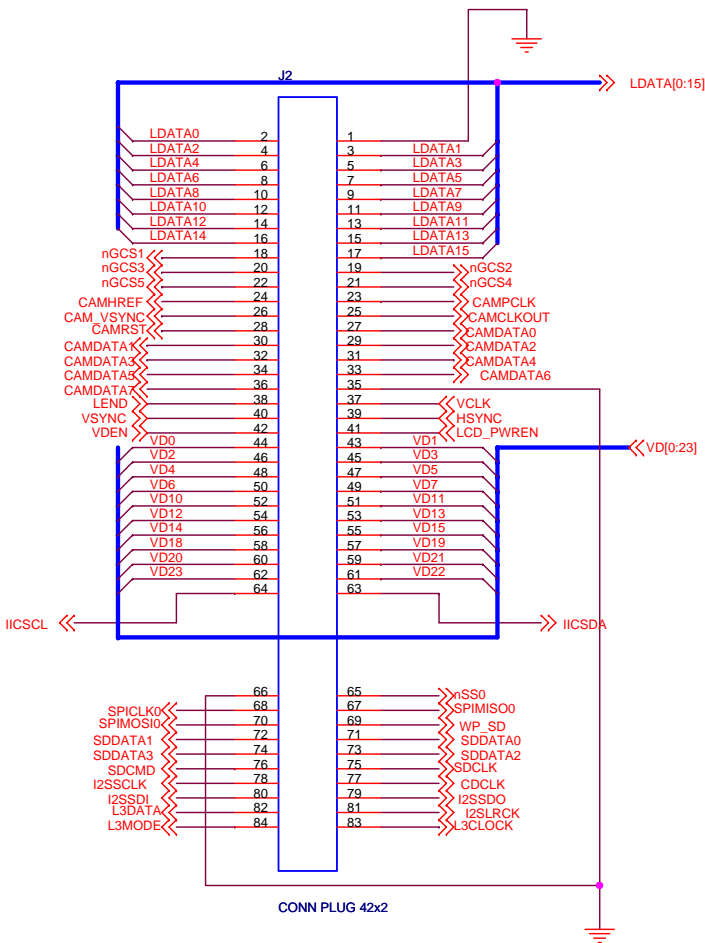 J2
LDATA[0:15]
LDATA0 2 1
LDATA2 4 3 LDATA1
LDATA4 6 5 LDATA3
LDATA6 8 7 LDATA5
LDATA8 10 9 LDATA7
LDATA10 12 11 LDATA9
LDATA12 14 13 LDATA11
LDATA14 16 15 LDATA13
nGCS1 18 17 LDATA15
nGCS3 20 19 nGCS2
nGCS5 22 21 nGCS4
CAMHREF 24 23 CAMPCLK
CAM_VSYNC 26 25 CAMCLKOUT
CAMRST 28 27 CAMDATA0
CAMDATA1 30 29 CAMDATA2
CAMDATA3 32 31 CAMDATA4
CAMDATA5 34 33 CAMDATA6
CAMDATA7 36 35
LEND 38 37 VCLK
VSYNC 40 39 HSYNC
VDEN 42 41 LCD_PWREN
VD0 44 43 VD1
VD[0:23]
VD2 46 45 VD3
VD4 48 47 VD5
VD6 50 49 VD7
VD10 52 51 VD11
VD12 54 53 VD13
VD14 56 55 VD15
VD18 58 57 VD19
VD20 60 59 VD21
VD23 62 61 VD22
64 63
IICSCL IICSDA
66 65 nSS0
SPICLK0 68 67 SPIMISO0
SPIMOSI0 70 69 WP_SD
SDDATA1 72 71 SDDATA0
SDDATA3 74 73 SDDATA2
SDCMD 76 75 SDCLK
I2SSCLK 78 77 CDCLK
I2SSDI 80 79 I2SSDO
L3DATA 82 81 I2SLRCK
L3MODE 84 83 L3CLOCK
CONN PLUG 42x2